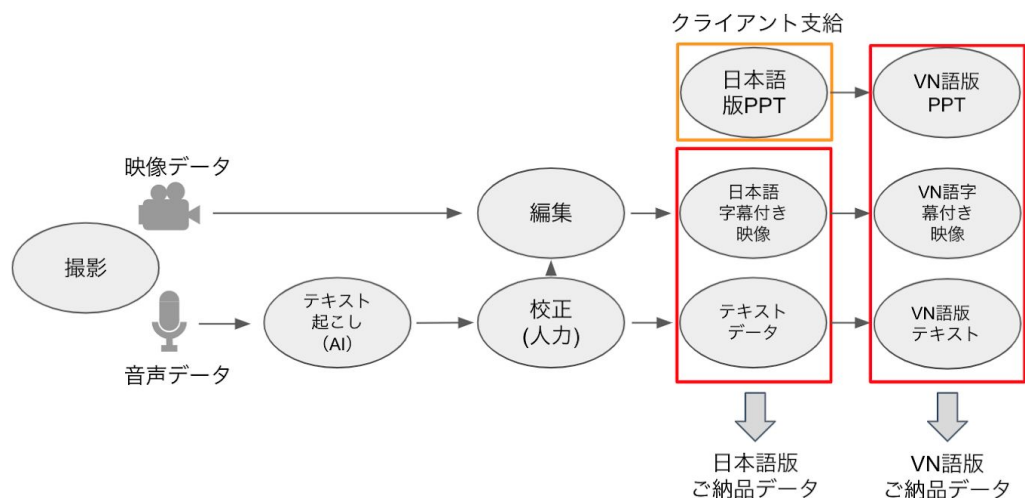 クライアント支給
日本語
版PPT
VN語版
PPT
映像データ
撮影
編集
日本語
字幕付き
映像
VN語字
幕付き
映像
テキスト
起こし
（AI）
校正
(人力)
テキスト
データ
VN語版
テキスト
音声データ
日本語版
ご納品データ
VN語版
ご納品データ